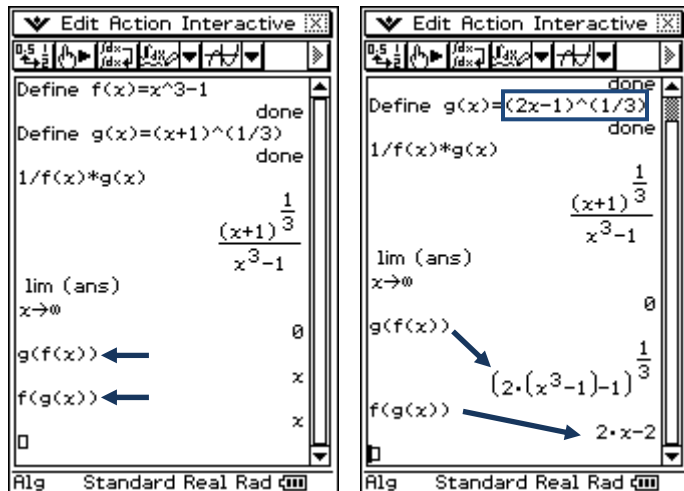 Edit Action Interactive
Define f(x)=x^3-1
done
Define g(x)=(x+1)^(1/3)
done
1/f(x)*g(x)
(x+1)^(1/3)
x^3-1
lim (ans)
x→∞
0
g(f(x))
x
f(g(x))
x
Alg Standard Real Rad
Edit Action Interactive
done
Define g(x)=(2x-1)^(1/3)
done
1/f(x)*g(x)
(x+1)^(1/3)
x^3-1
lim (ans)
x→∞
0
g(f(x))
(2·(x^3-1)-1)^(1/3)
f(g(x))
2·x-2
Alg Standard Real Rad